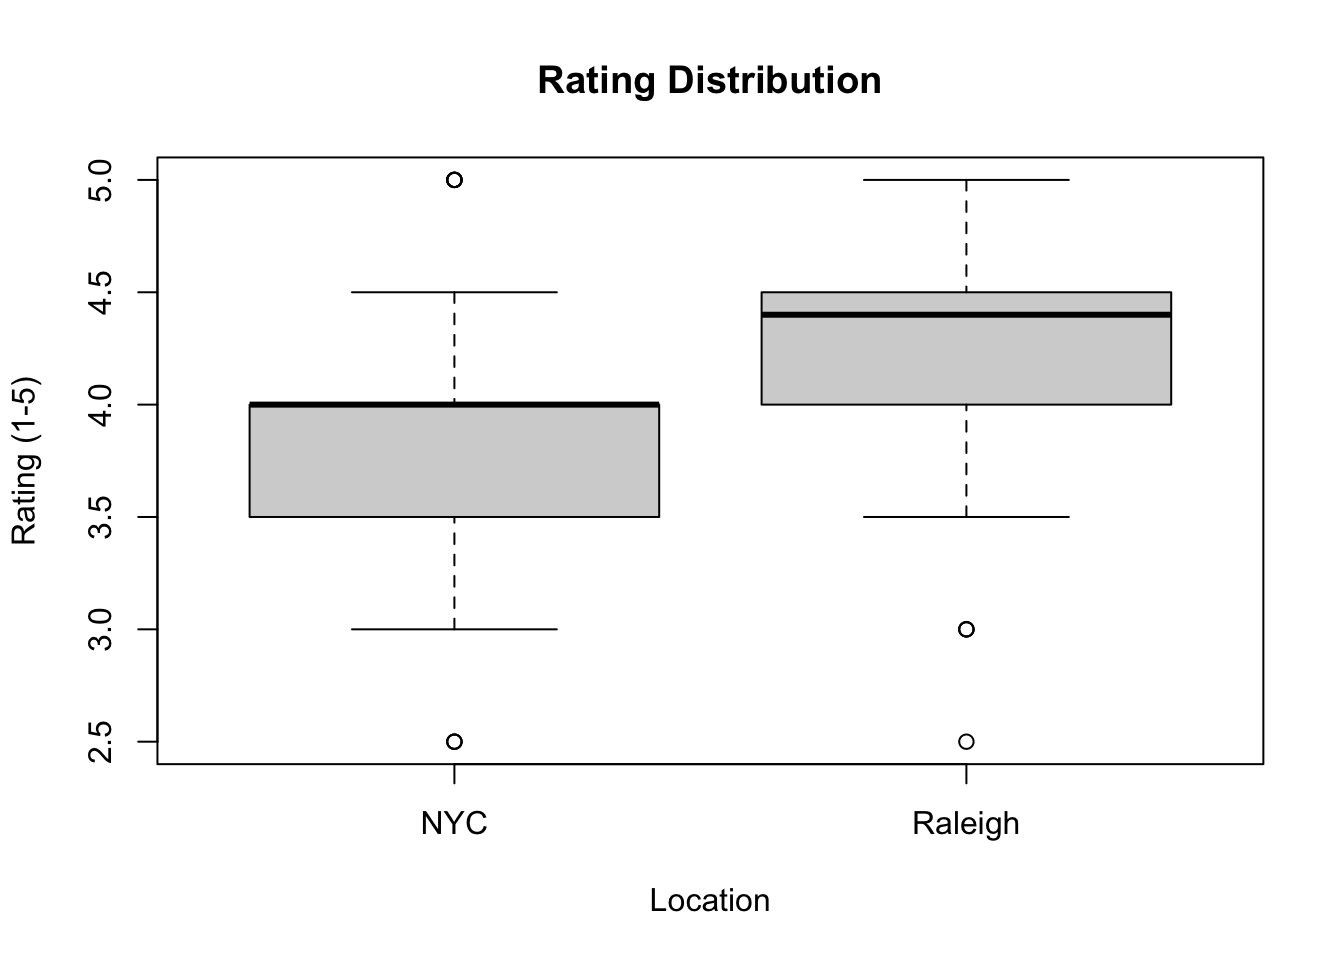 Rating Distribution
Rating (1-5)
5.0
4.5
4.0
3.5
3.0
2.5
NYC
Raleigh
Location